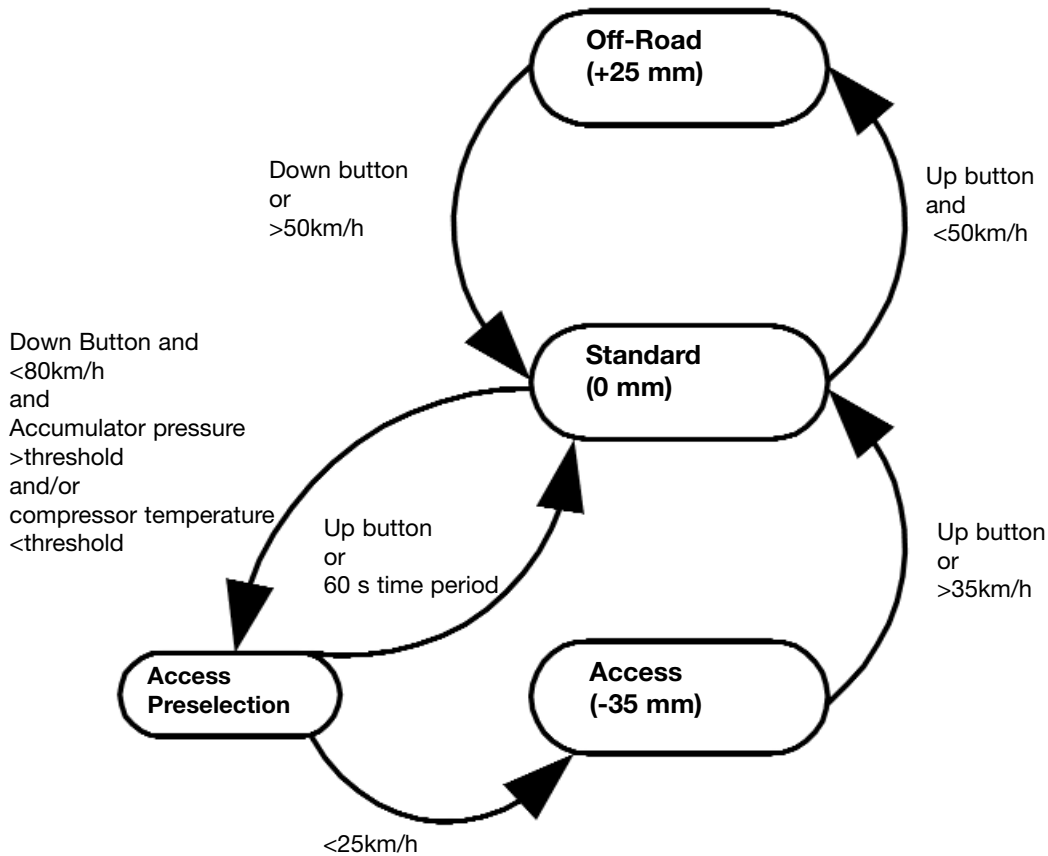 Off-Road
(+25 mm)
Down button
or
>50km/h
Up button
and
<50km/h
Standard
(0 mm)
Down Button and
<80km/h
and
Accumulator pressure
>threshold
and/or
compressor temperature
<threshold
Up button
or
60 s time period
Up button
or
>35km/h
Access
Preselection
Access
(-35 mm)
<25km/h